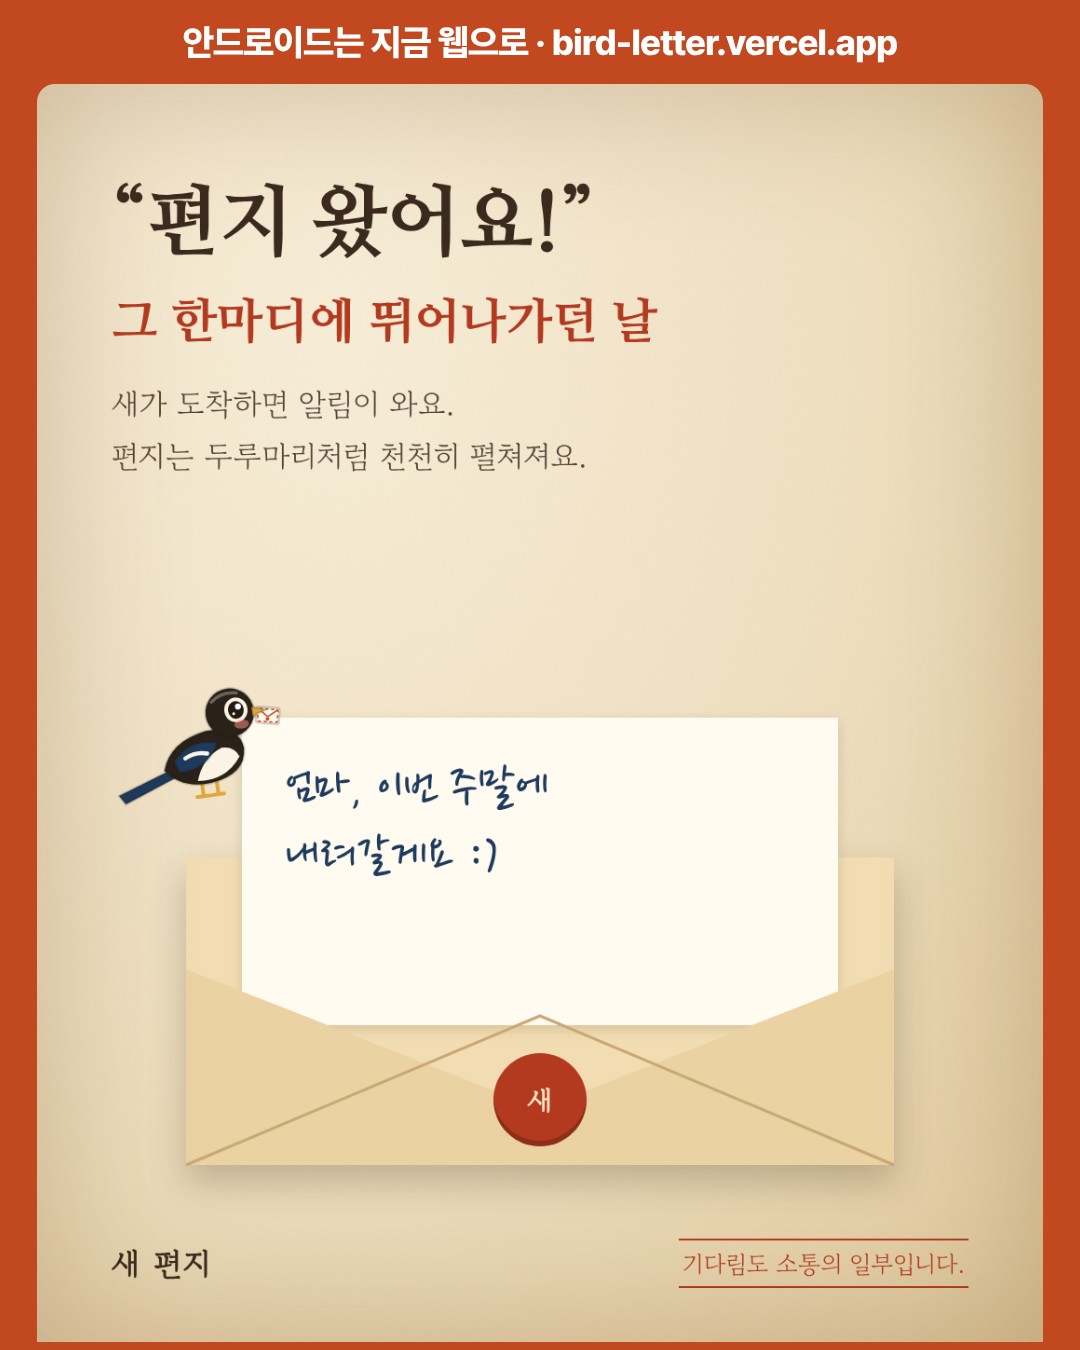 안드로이드는 지금 웹으로 · bird-letter.vercel.app
“편지 왔어요!”
그 한마디에 뛰어나가던 날
새가 도착하면 알림이 와요.
편지는 두루마리처럼 천천히 펼쳐져요.
엄마, 이번 주말에
내려갈게요 :)
새
새 편지
기다림도 소통의 일부입니다.